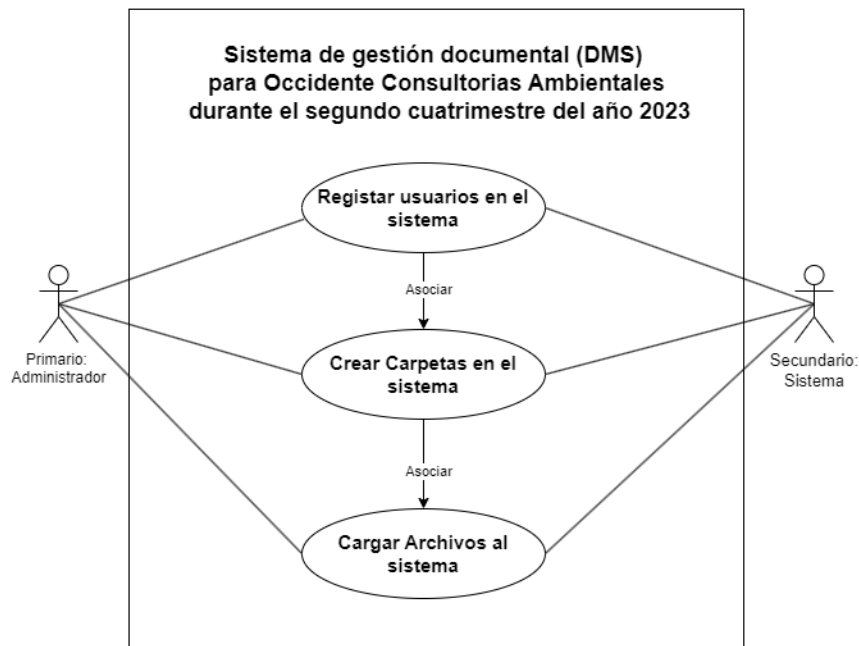 Sistema de gestión documental (DMS)
para Occidente Consultorias Ambientales
durante el segundo cuatrimestre del año 2023
Registar usuarios en el
sistema
Asociar
Primario:
Administrador
Crear Carpetas en el
sistema
Secundario:
Sistema
Asociar
Cargar Archivos al
sistema